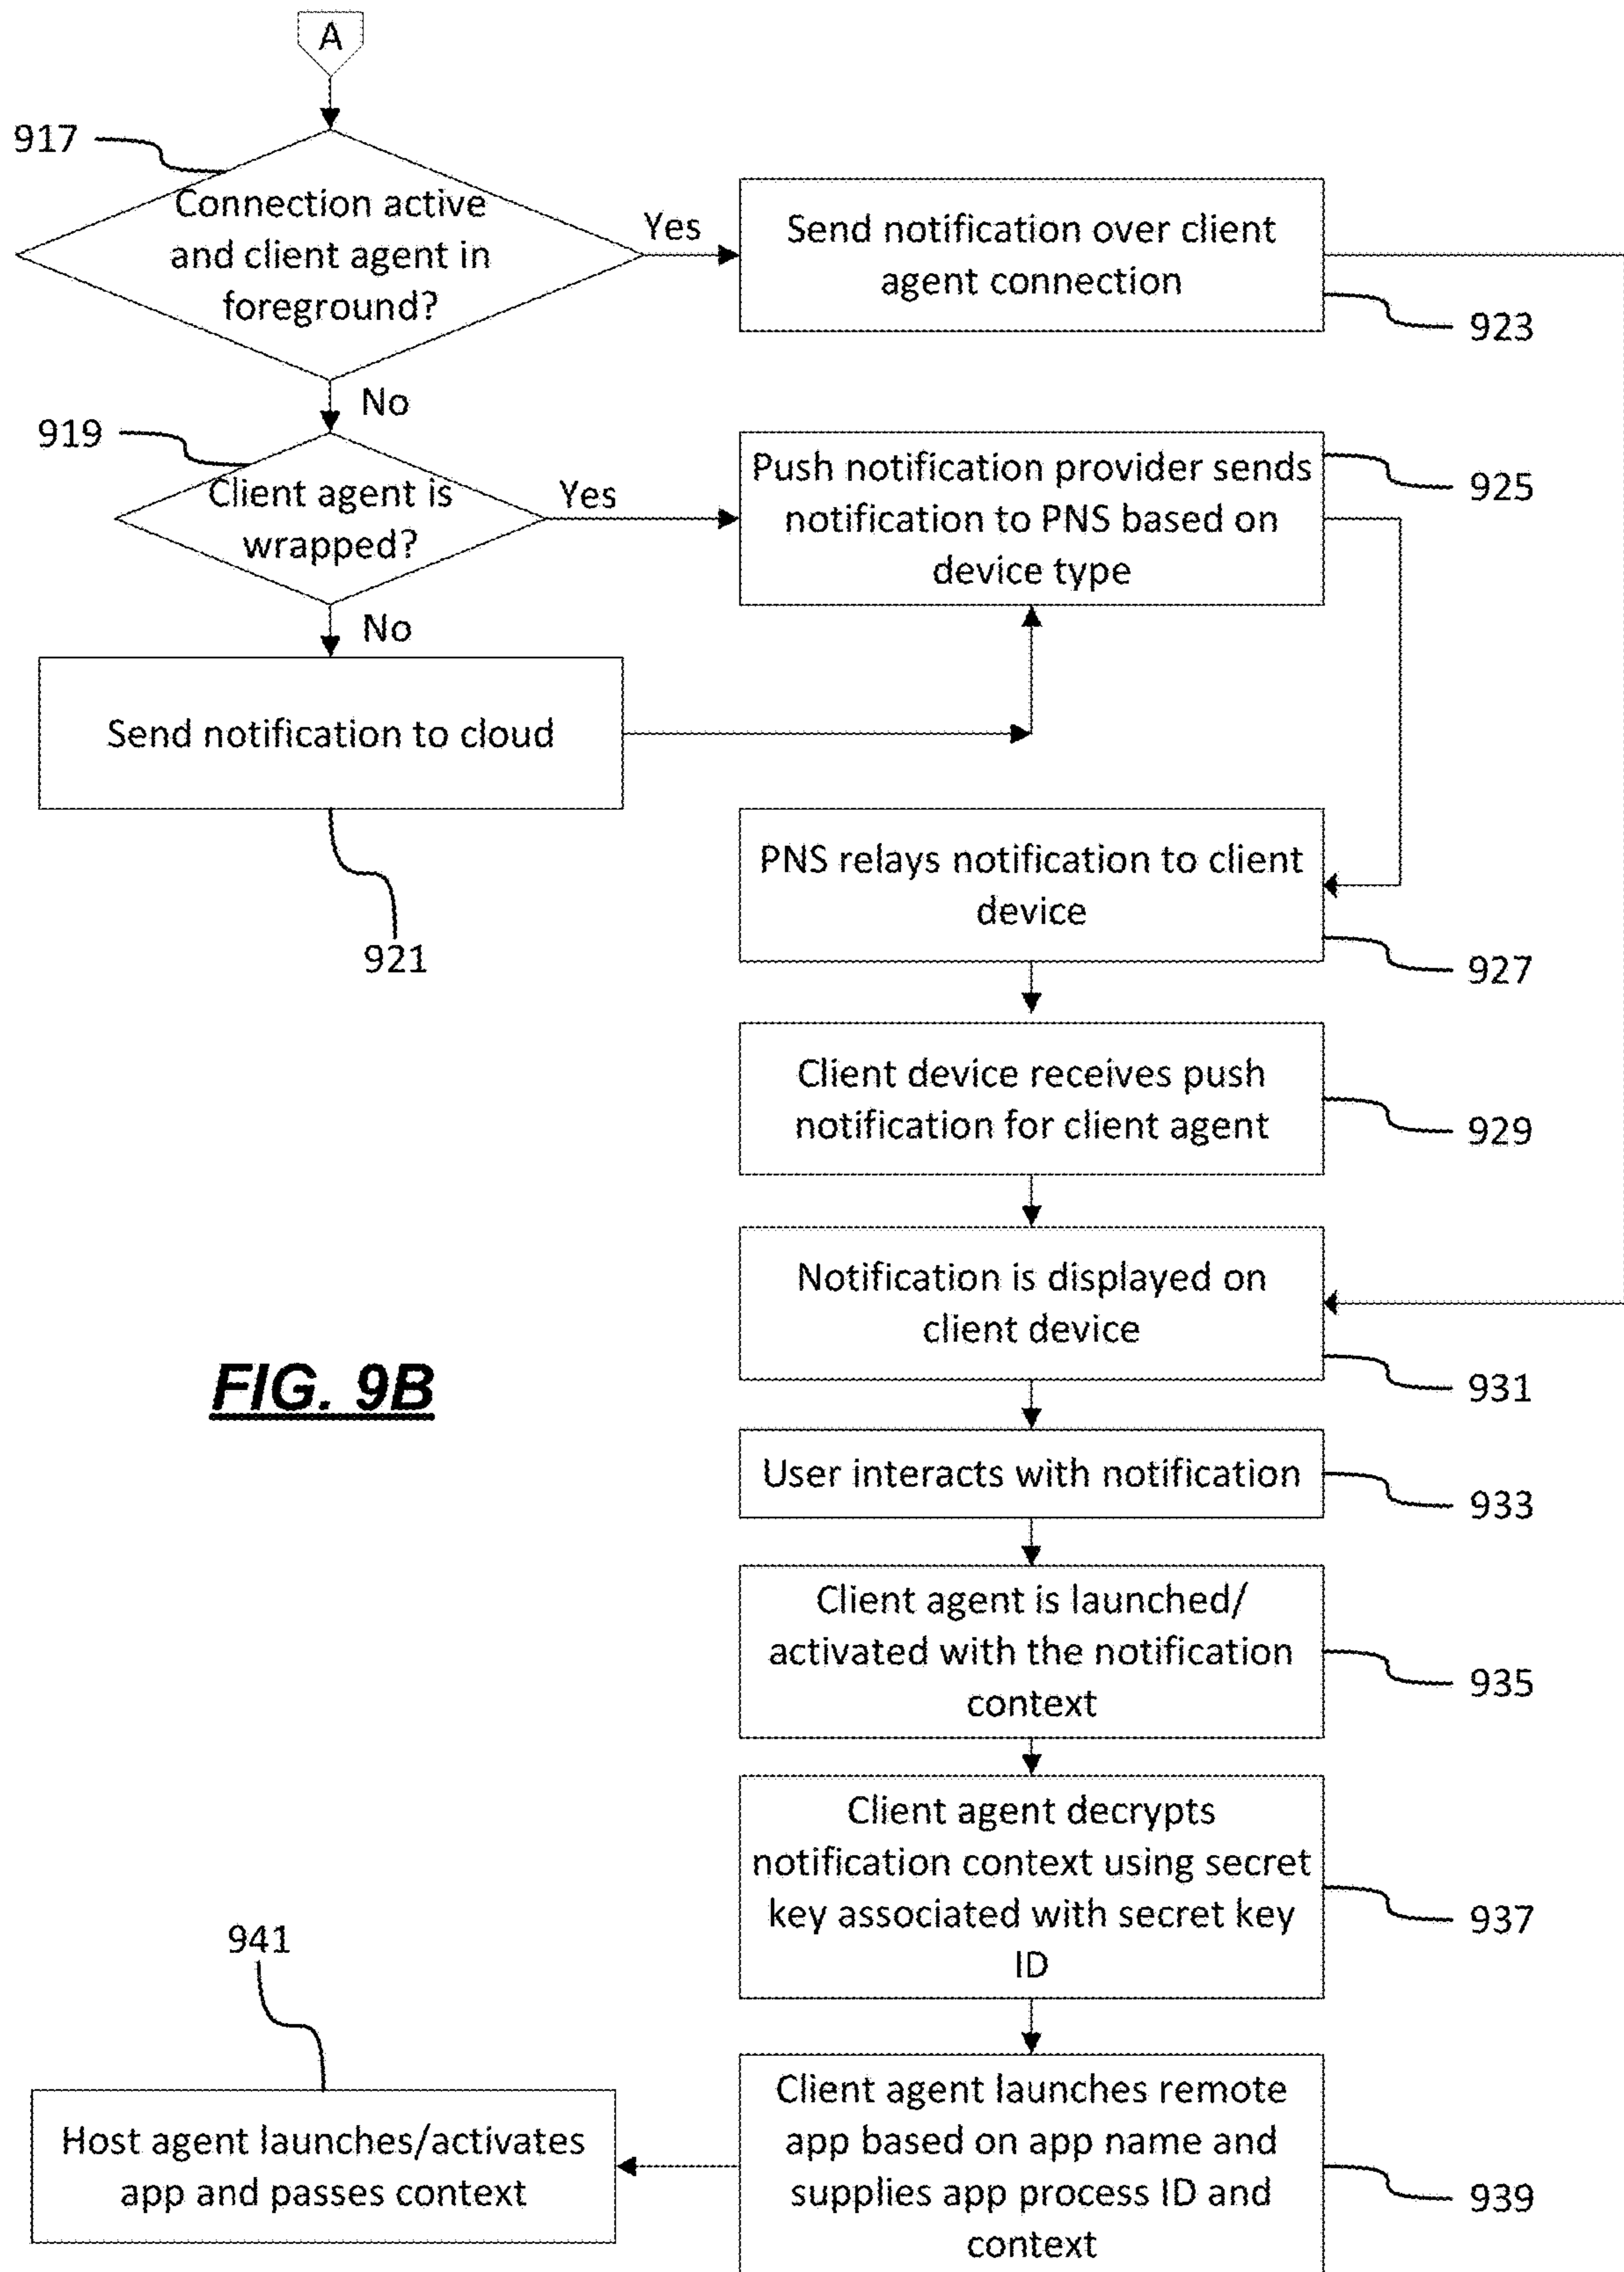 A
917
Connection active
and client agent in
foreground?
Yes
Send notification over client
agent connection
923
No
919
Client agent is
wrapped?
Yes
Push notification provider sends
notification to PNS based on
device type
925
No
Send notification to cloud
921
PNS relays notification to client
device
927
Client device receives push
notification for client agent
929
Notification is displayed on
client device
931
FIG. 9B
User interacts with notification
933
Client agent is launched/
activated with the notification
context
935
Client agent decrypts
notification context using secret
key associated with secret key
ID
937
941
Host agent launches/activates
app and passes context
Client agent launches remote
app based on app name and
supplies app process ID and
context
939